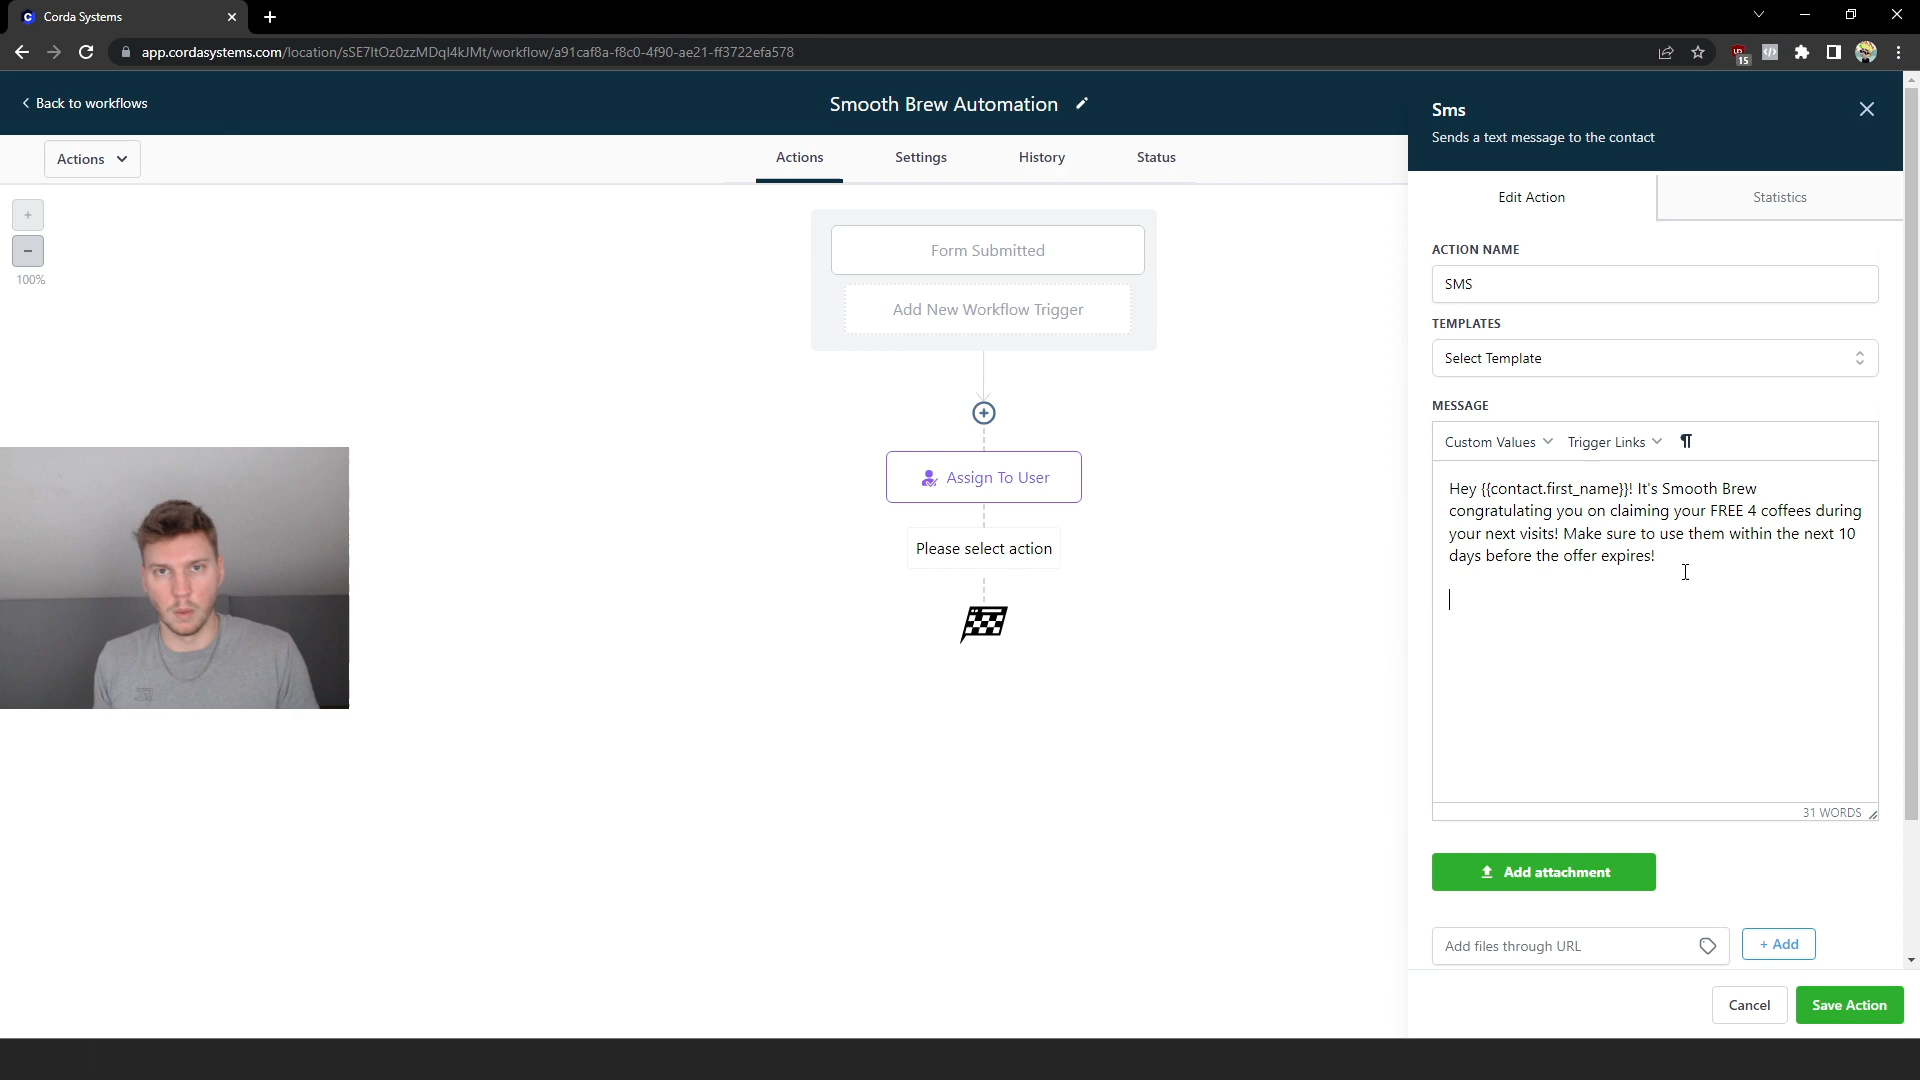 Corda Systems
app.cordasystems.com/location/sSE7ltOz0zzMDql4kJMt/workflow/a91caf8a-f8c0-4f90-ae21-ff3722efa578
15
Back to workflows
Smooth Brew Automation
Sms
Sends a text message to the contact
Actions
Actions
Settings
History
Status
Edit Action
Statistics
+
−
100%
Form Submitted
Add New Workflow Trigger
Assign To User
Please select action
ACTION NAME
SMS
TEMPLATES
Select Template
MESSAGE
Custom Values
Trigger Links
Hey {{contact.first_name}}! It's Smooth Brew
congratulating you on claiming your FREE 4 coffees during
your next visits! Make sure to use them within the next 10
days before the offer expires!
31 WORDS
Add attachment
Add files through URL
+ Add
Cancel
Save Action